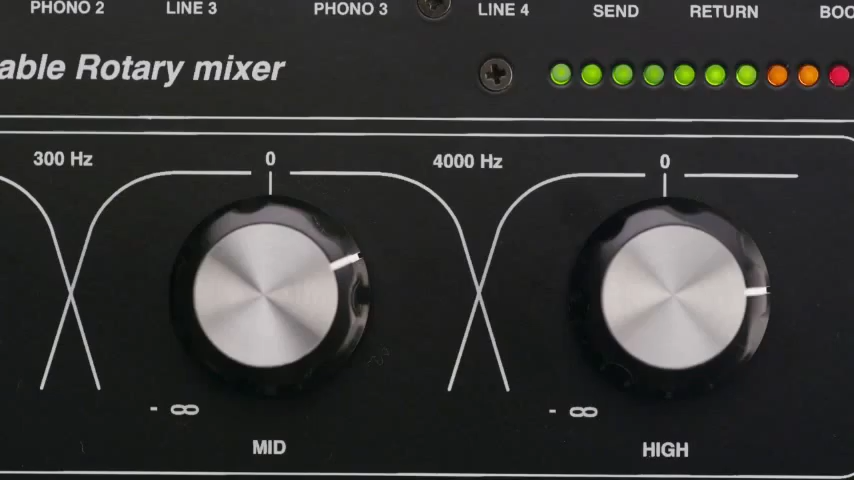 PHONO 2 LINE 3 PHONO 3 LINE 4 SEND RETURN BOO
able Rotary mixer
300 Hz 0 4000 Hz 0
- ∞ - ∞
MID HIGH